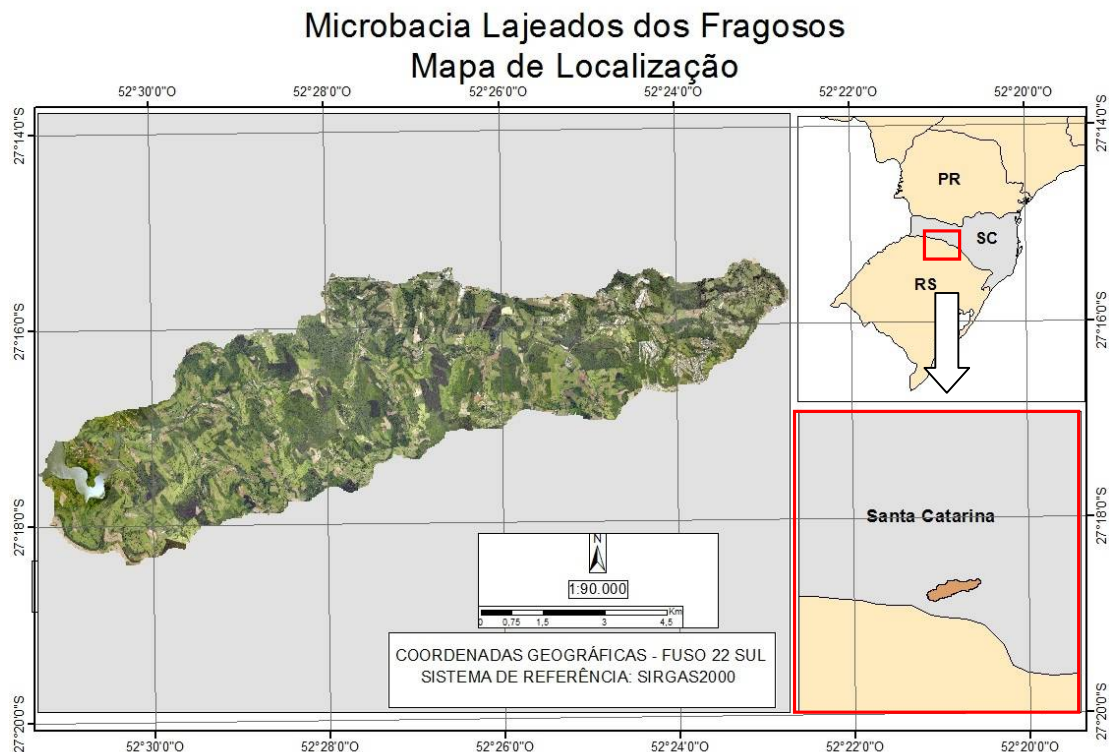 Microbacia Lajeados dos Fragosos
Mapa de Localização
52°30'0"O 52°28'0"O 52°26'0"O 52°24'0"O 52°22'0"O 52°20'0"O
27°14'0"S
27°14'0"S
PR
SC
RS
27°16'0"S
27°16'0"S
Santa Catarina
27°18'0"S
27°18'0"S
N
1:90.000
Km
0 0,75 1,5 3 4,5
COORDENADAS GEOGRÁFICAS - FUSO 22 SUL
SISTEMA DE REFERÊNCIA: SIRGAS2000
27°20'0"S
27°20'0"S
52°30'0"O 52°28'0"O 52°26'0"O 52°24'0"O 52°22'0"O 52°20'0"O